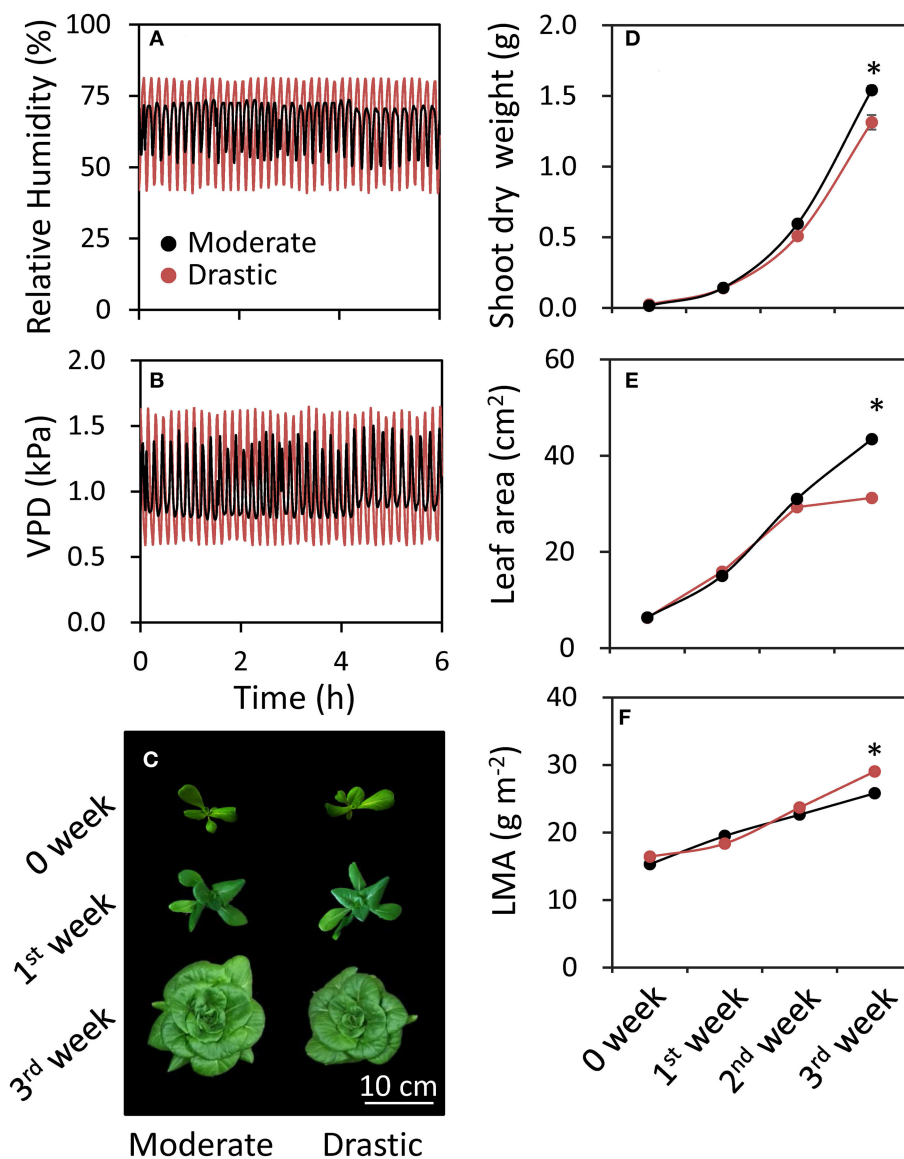 A
Relative Humidity (%)
100
75
50
25
0
Moderate
Drastic
B
VPD (kPa)
2.0
1.5
1.0
0.5
0.0
0 2 4 6
Time (h)
C
0 week
1st week
3rd week
10 cm
Moderate Drastic
D
Shoot dry weight (g)
2.0
1.5
1.0
0.5
0.0
*
E
Leaf area (cm²)
60
40
20
0
*
F
LMA (g m⁻²)
40
30
20
10
0
*
0 week
1st week
2nd week
3rd week